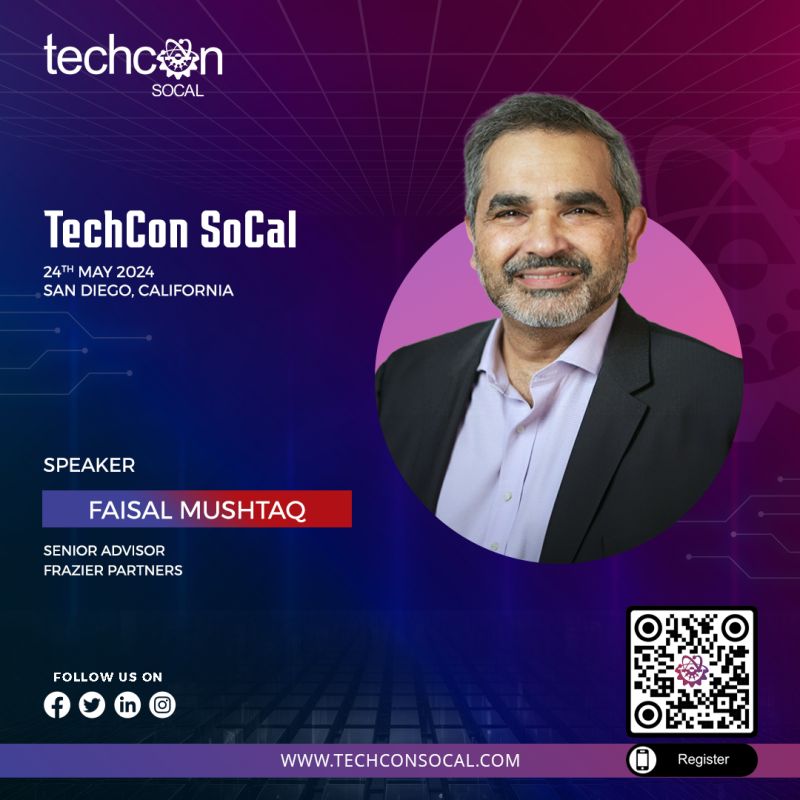 techcon
SOCAL
TechCon SoCal
24TH MAY 2024
SAN DIEGO, CALIFORNIA
SPEAKER
FAISAL MUSHTAQ
SENIOR ADVISOR
FRAZIER PARTNERS
FOLLOW US ON
WWW.TECHCONSOCAL.COM
Register